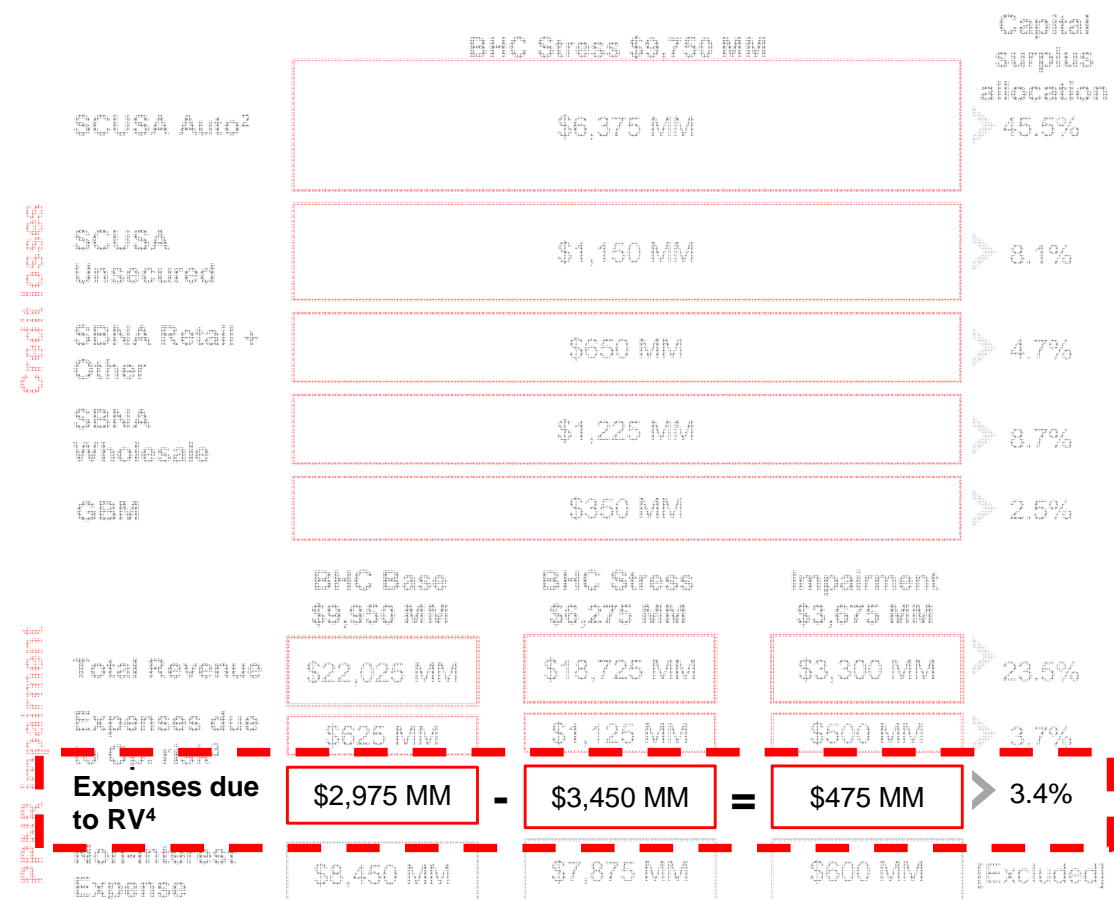 Capital
BHC Stress $9,750 MM
Surplus
allocation
SCUSA Auto²
$6,375 MM
45.5%
Credit losses
SCUSA
Unsecured
$1,150 MM
8.1%
SBNA Retail +
Other
$650 MM
4.7%
SBNA
Wholesale
$1,225 MM
8.7%
GBM
$350 MM
2.5%
BHC Base
BHC Stress
Impairment
$6,275 MM
$3,675 MM
Total Revenue
$22,025 MM
$18,725 MM
$3,300 MM
23.5%
Expenses due
to Op.
$625 MM
$1,125 MM
$500 MM
3.7%
Expenses due
to RV⁴
$2,975 MM
-
$3,450 MM
=
$475 MM
3.4%
Expense
$8,450 MM
$7,875 MM
$600 MM
[Excluded]